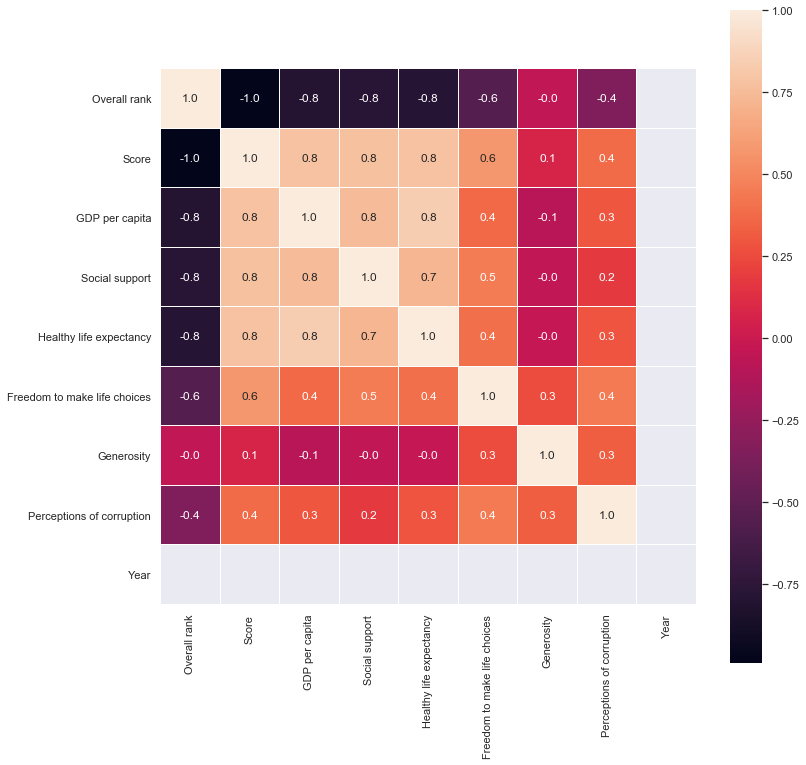 1.00
Overall rank 1.0 -1.0 -0.8 -0.8 -0.8 -0.6 -0.0 -0.4
0.75
Score -1.0 1.0 0.8 0.8 0.8 0.6 0.1 0.4
0.50
GDP per capita -0.8 0.8 1.0 0.8 0.8 0.4 -0.1 0.3
0.25
Social support -0.8 0.8 0.8 1.0 0.7 0.5 -0.0 0.2
Healthy life expectancy -0.8 0.8 0.8 0.7 1.0 0.4 -0.0 0.3
0.00
Freedom to make life choices -0.6 0.6 0.4 0.5 0.4 1.0 0.3 0.4
−0.25
Generosity -0.0 0.1 -0.1 -0.0 -0.0 0.3 1.0 0.3
−0.50
Perceptions of corruption -0.4 0.4 0.3 0.2 0.3 0.4 0.3 1.0
Year
−0.75
Overall rank
Score
GDP per capita
Social support
Healthy life expectancy
Freedom to make life choices
Generosity
Perceptions of corruption
Year